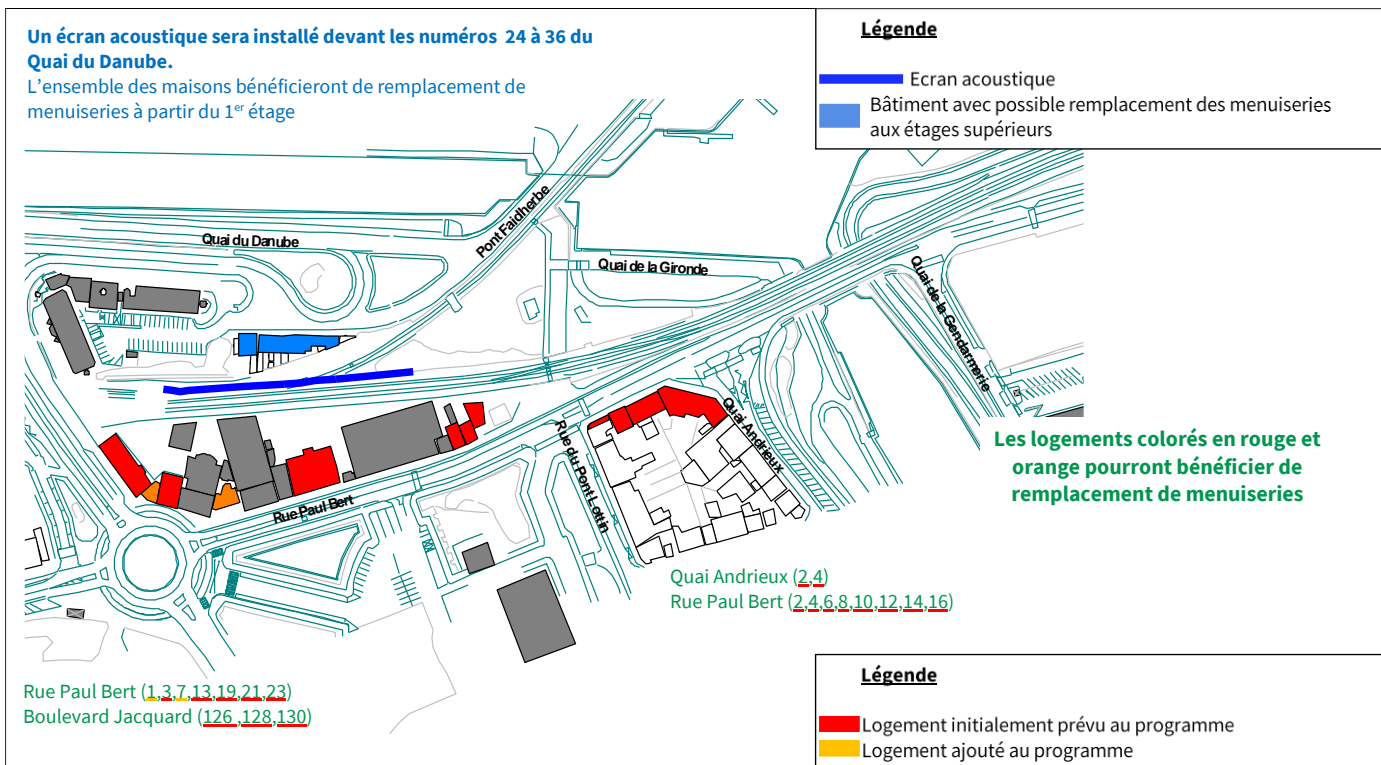 Un écran acoustique sera installé devant les numéros 24 à 36 du
Quai du Danube.
L'ensemble des maisons bénéficieront de remplacement de
menuiseries à partir du 1er étage
Légende
Ecran acoustique
Bâtiment avec possible remplacement des menuiseries
aux étages supérieurs
Quai du Danube
Pont Faidherbe
Quai de la Gironde
Quai de la Gendarmerie
Quai Andrieux
Rue du Pont Lottin
Rue Paul Bert
Les logements colorés en rouge et
orange pourront bénéficier de
remplacement de menuiseries
Quai Andrieux (2,4)
Rue Paul Bert (2,4,6,8,10,12,14,16)
Rue Paul Bert (1,3,7,13,19,21,23)
Boulevard Jacquard (126 ,128,130)
Légende
Logement initialement prévu au programme
Logement ajouté au programme